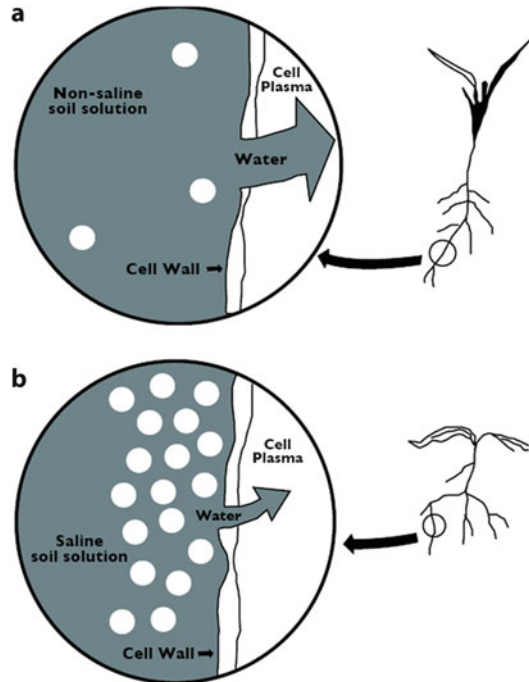 a
Non-saline
soil solution
Cell
Plasma
Water
Cell Wall
b
Cell
Plasma
Water
Saline
soil solution
Cell Wall